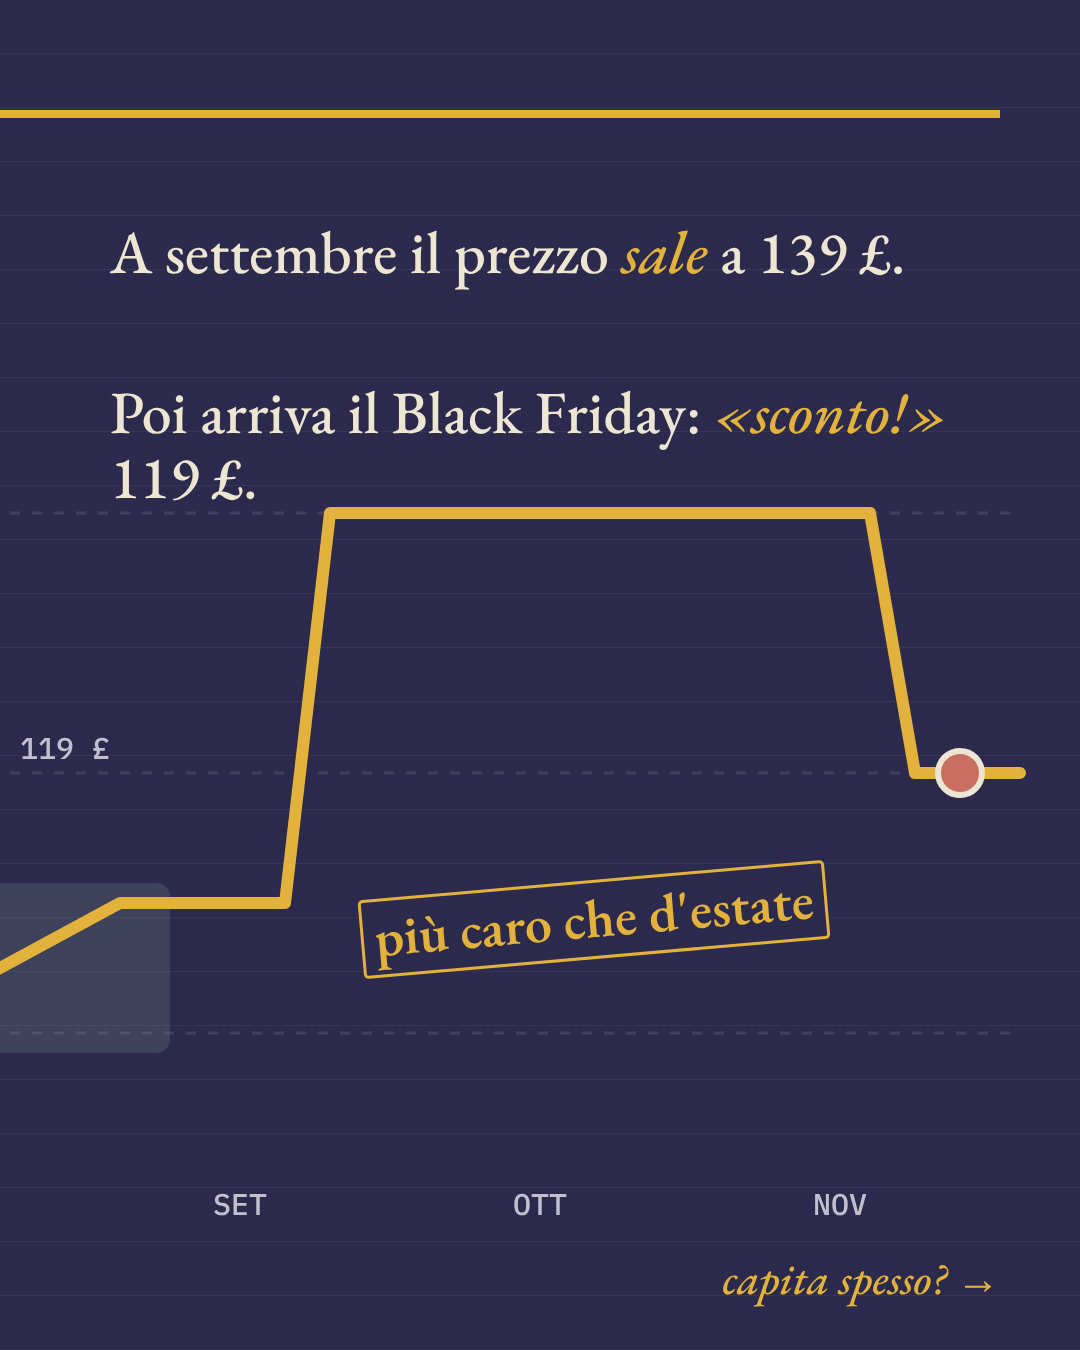 A settembre il prezzo sale a 139 £.
Poi arriva il Black Friday: «sconto!»
119 £.
119 £
più caro che d'estate
SET OTT NOV
capita spesso? →